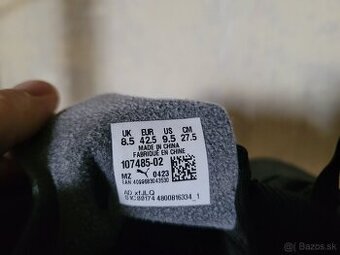 UK EUR US CM
8.5 42.5 9.5 27.5
MADE IN CHINA
FABRIQUÉ EN CHINE
107485-02
MZ 0423
Bazos.sk